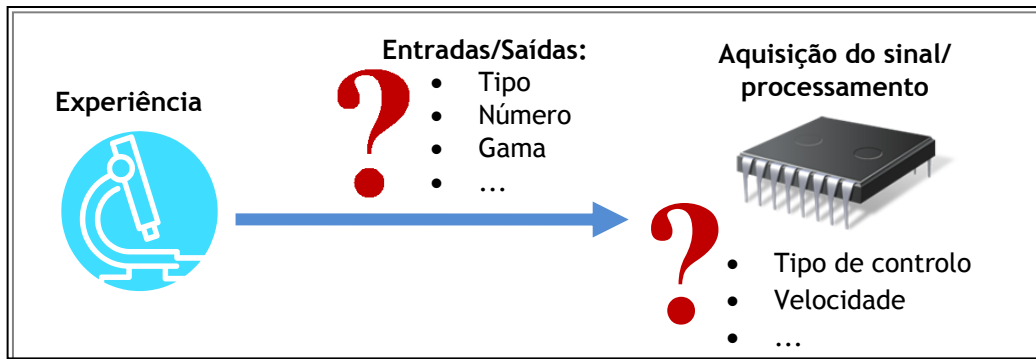 Experiência
Entradas/Saídas:
• Tipo
• Número
• Gama
• ...
Aquisição do sinal/
processamento
• Tipo de controlo
• Velocidade
• ...